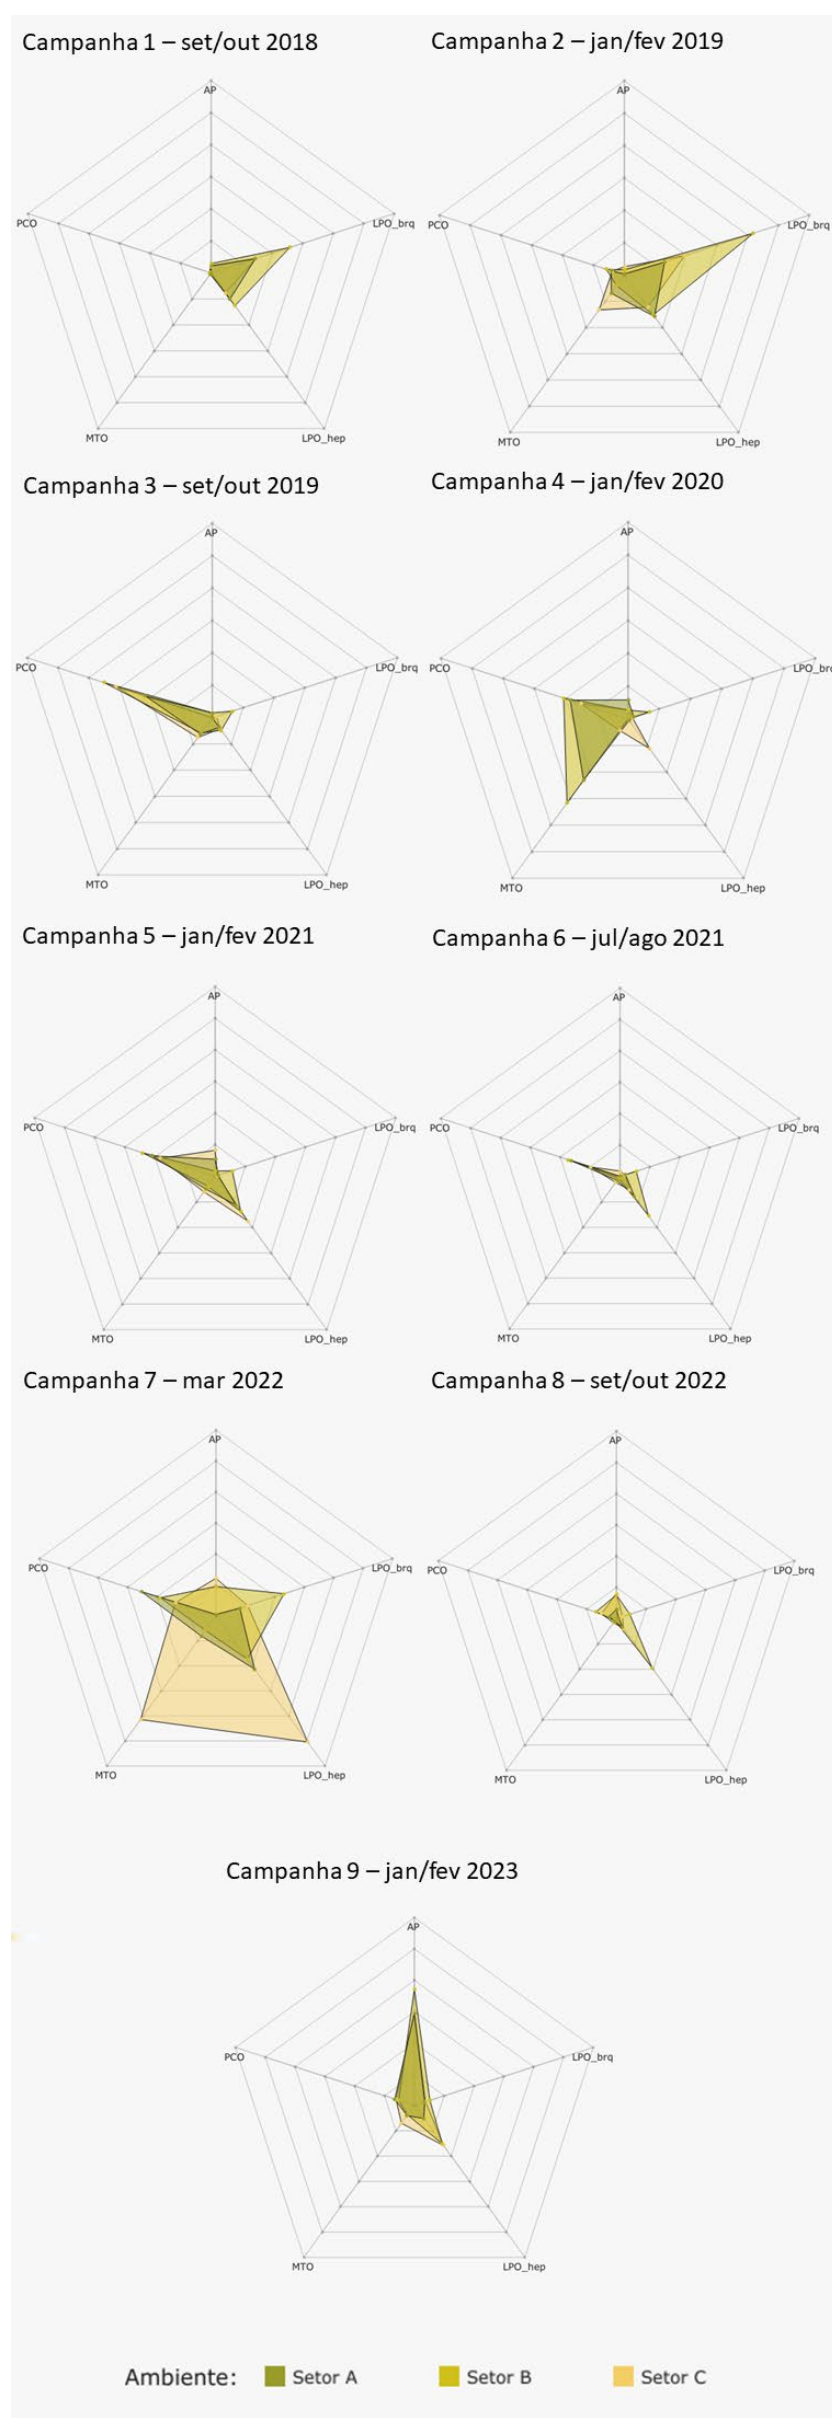 Campanha 1 – set/out 2018
Campanha 2 – jan/fev 2019
AP
AP
PCO
LPO_brq
PCO
LPO_brq
MTO
LPO_hep
MTO
LPO_hep
Campanha 3 – set/out 2019
Campanha 4 – jan/fev 2020
AP
AP
PCO
LPO_brq
PCO
MTO
LPO_hep
MTO
LPO_hep
Campanha 5 – jan/fev 2021
Campanha 6 – jul/ago 2021
AP
AP
PCO
LPO_brq
PCO
LPO_brq
MTO
LPO_hep
MTO
LPO_hep
Campanha 7 – mar 2022
Campanha 8 – set/out 2022
AP
AP
PCO
LPO_brq
PCO
LPO_brq
MTO
LPO_hep
MTO
LPO_hep
Campanha 9 – jan/fev 2023
AP
PCO
LPO_brq
MTO
LPO_hep
Ambiente: Setor A Setor B Setor C